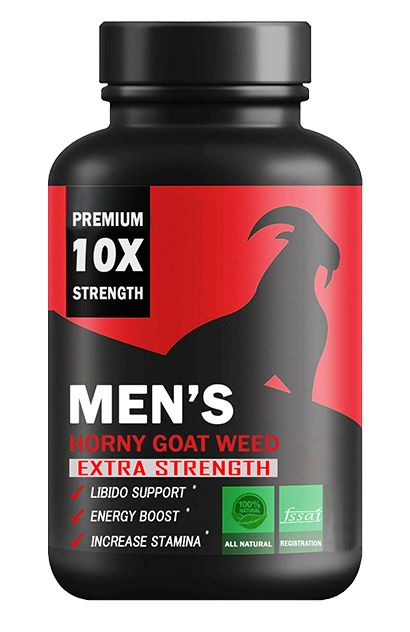 PREMIUM
10X
STRENGTH
MEN'S
HORNY GOAT WEED
EXTRA STRENGTH
✓ LIBIDO SUPPORT *
✓ ENERGY BOOST *
✓ INCREASE STAMINA *
100%
NATURAL
ALL NATURAL
fssai
REGISTRATION